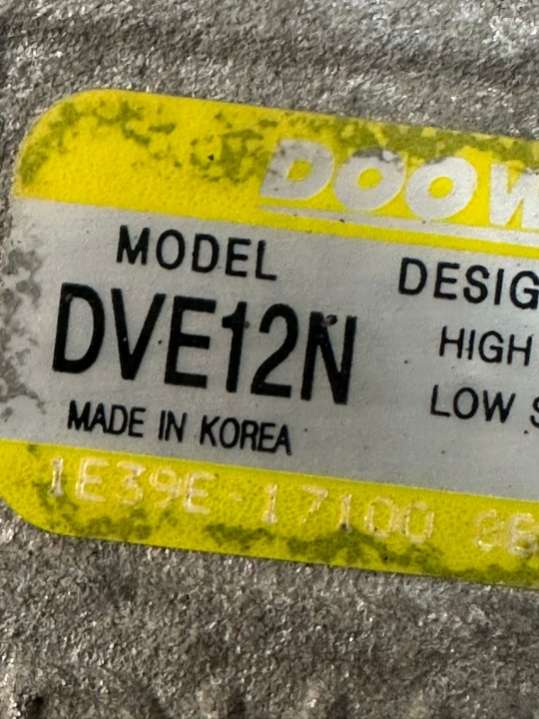 DOOW
MODEL
DVE12N
MADE IN KOREA
DESIG
HIGH
LOW S
1E39E-17100